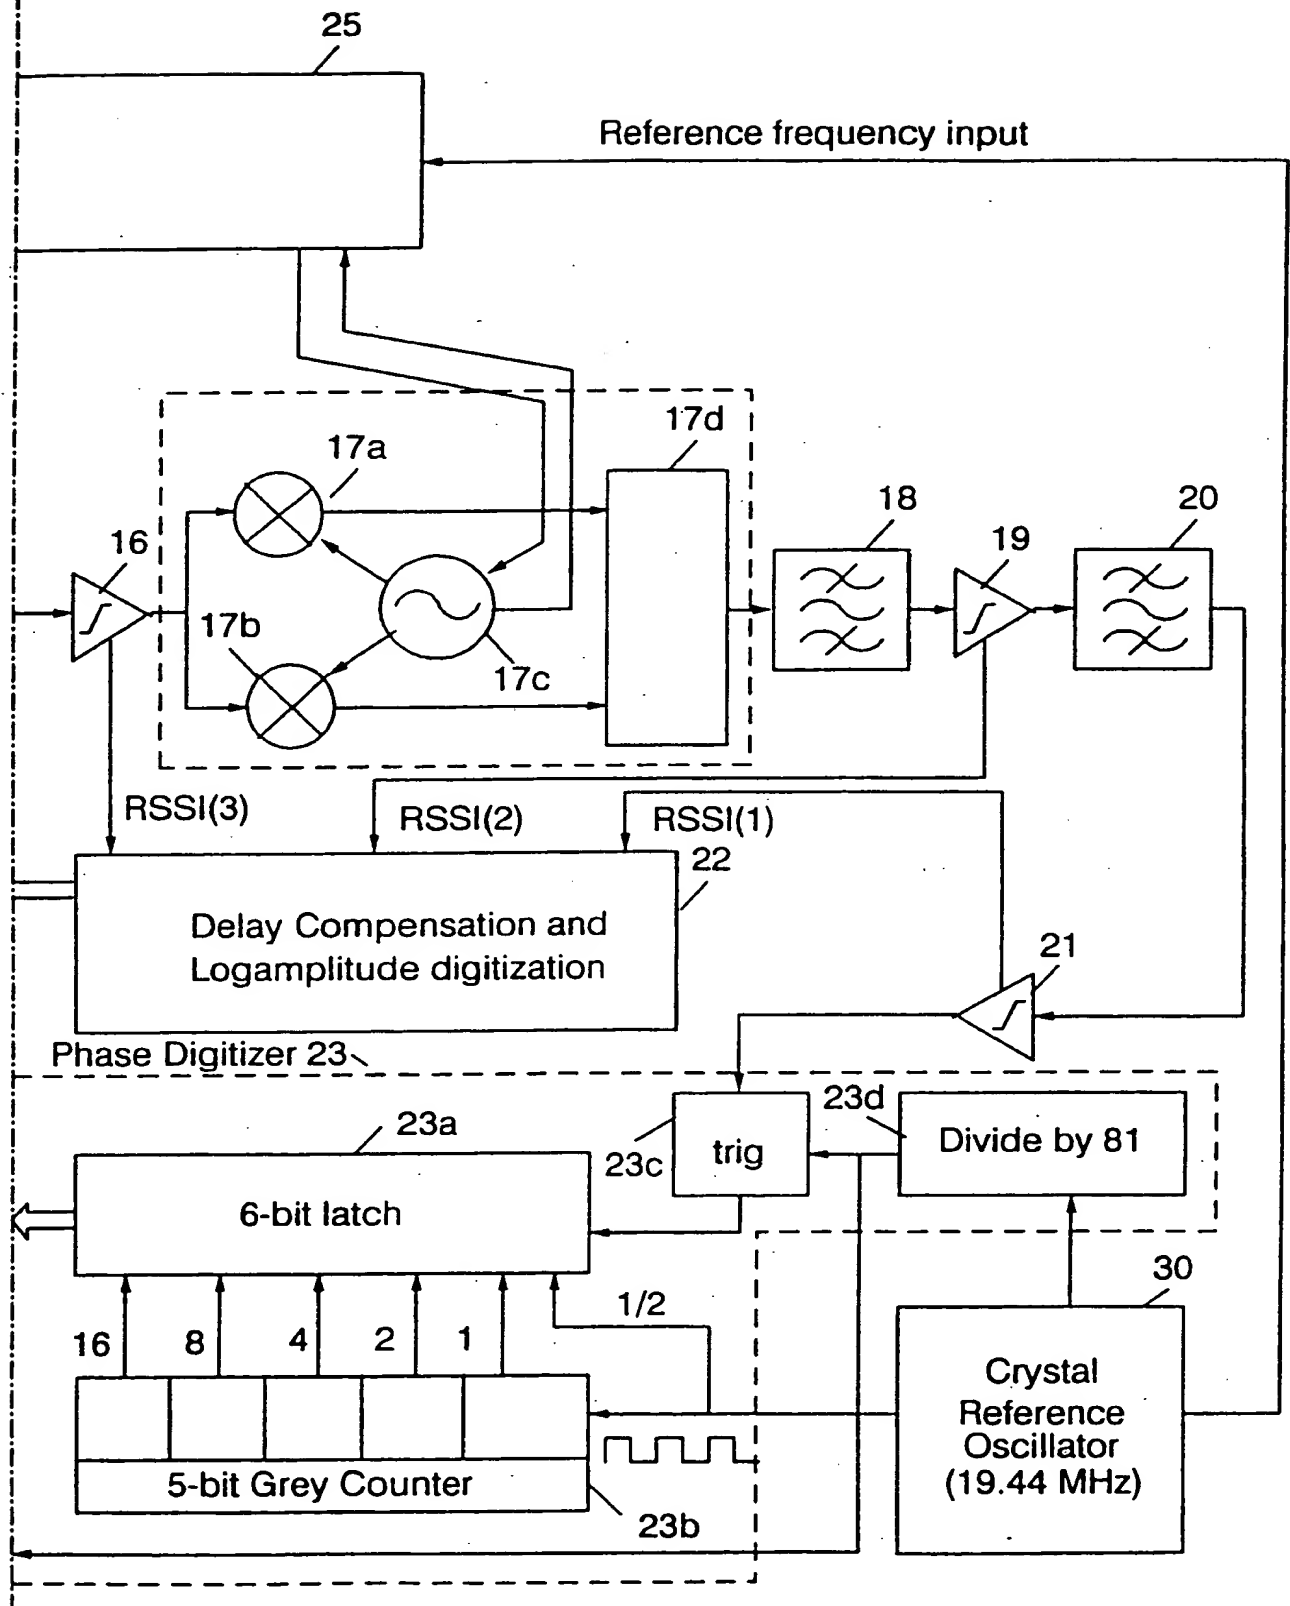 25
Reference frequency input
17d
17a
18
20
16
19
17b
17c
RSSI(3)
RSSI(2)
RSSI(1)
22
Delay Compensation and
Logamplitude digitization
21
Phase Digitizer 23
23d
23a
Divide by 81
trig
23c
6-bit latch
30
1/2
16
8
4
2
1
Crystal
Reference
Oscillator
(19.44 MHz)
5-bit Grey Counter
23b